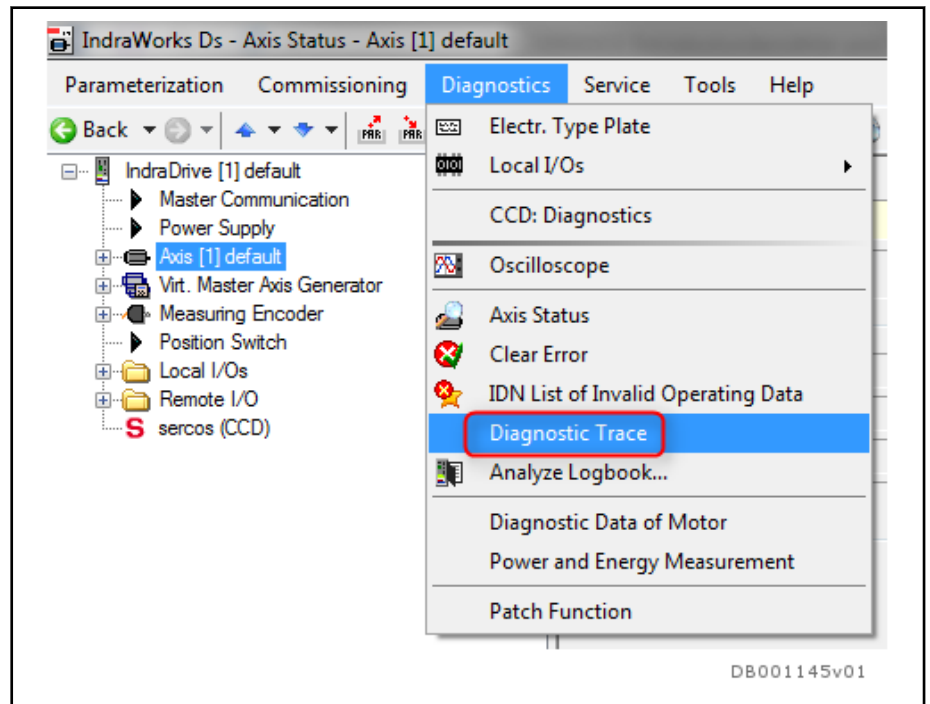 IndraWorks Ds - Axis Status - Axis [1] default
Parameterization Commissioning Diagnostics Service Tools Help
Back PAR PAR
IndraDrive [1] default
Master Communication
Power Supply
Axis [1] default
Virt. Master Axis Generator
Measuring Encoder
Position Switch
Local I/Os
Remote I/O
S sercos (CCD)
Electr. Type Plate
Local I/Os
CCD: Diagnostics
Oscilloscope
Axis Status
Clear Error
IDN List of Invalid Operating Data
Diagnostic Trace
Analyze Logbook...
Diagnostic Data of Motor
Power and Energy Measurement
Patch Function
DB001145v01